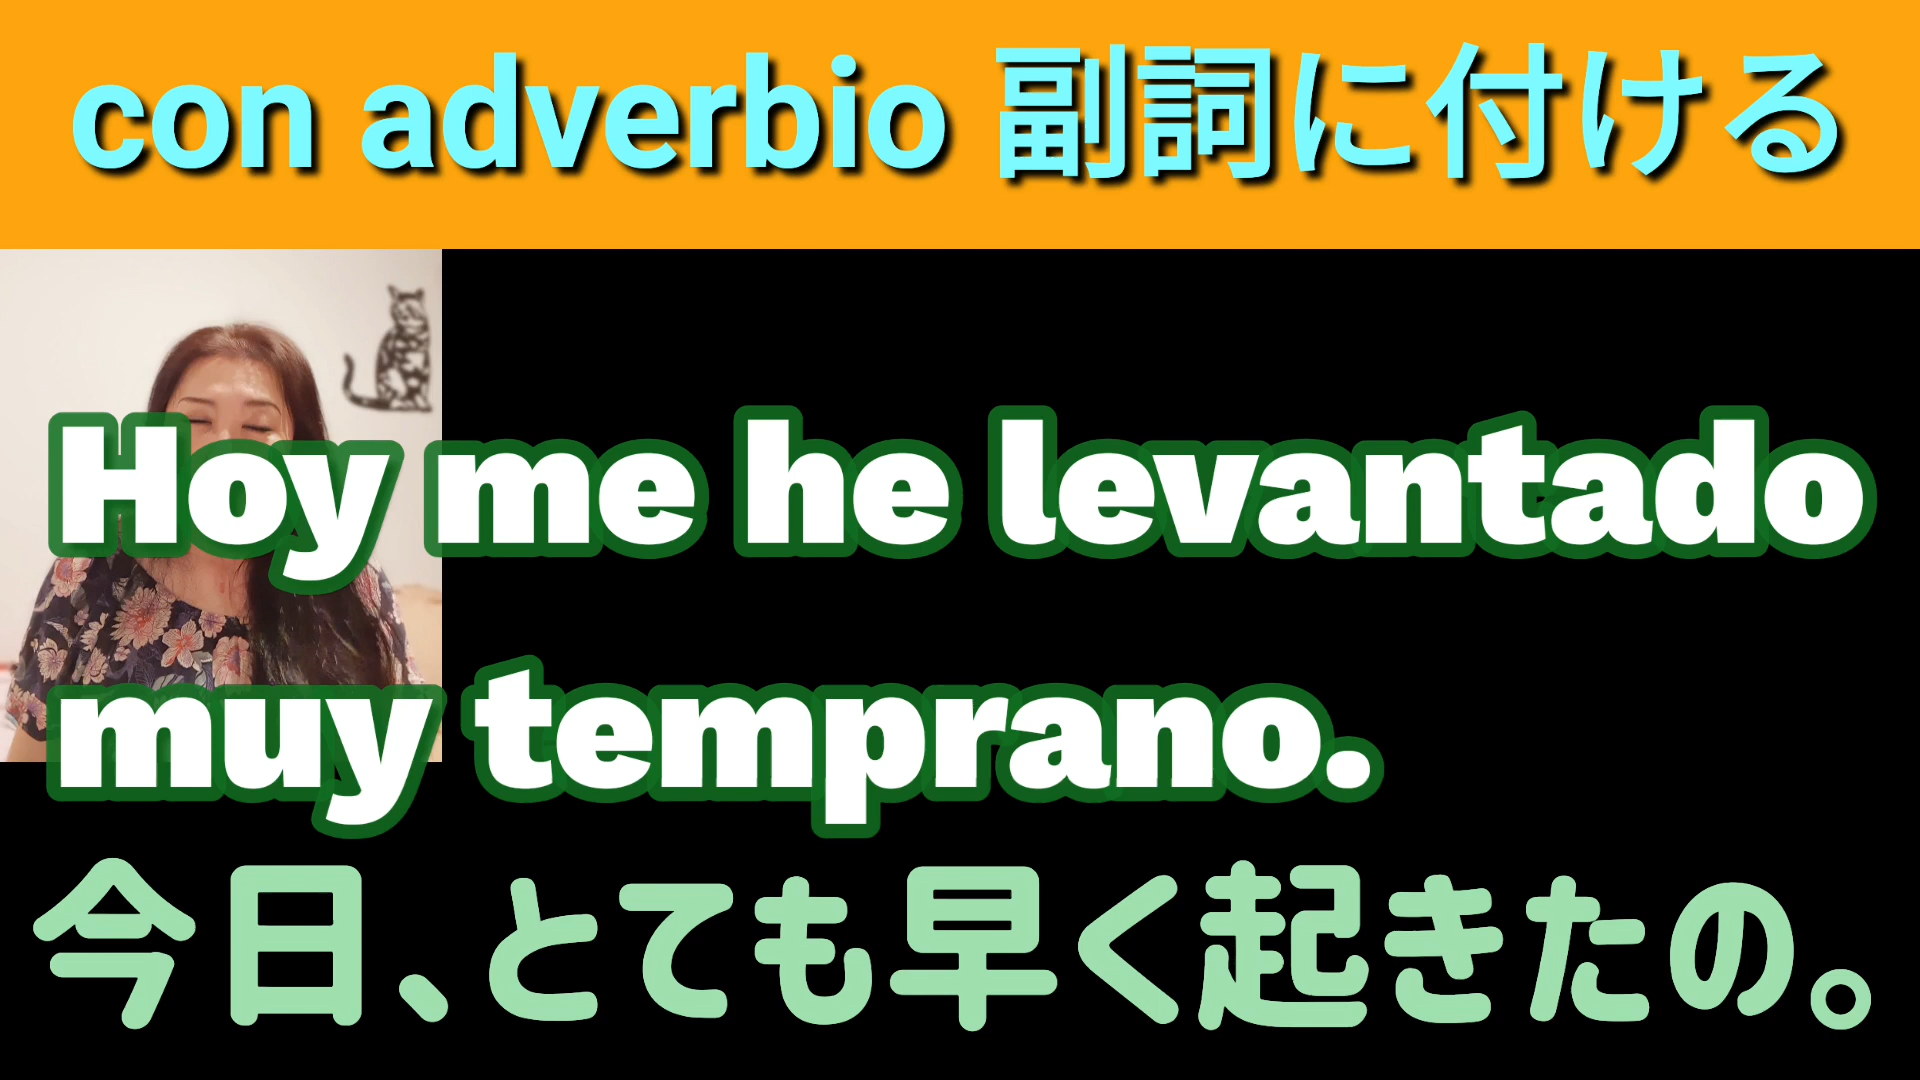 con adverbio 副詞に付ける
Hoy me he levantado
muy temprano.
今日、とても早く起きたの。